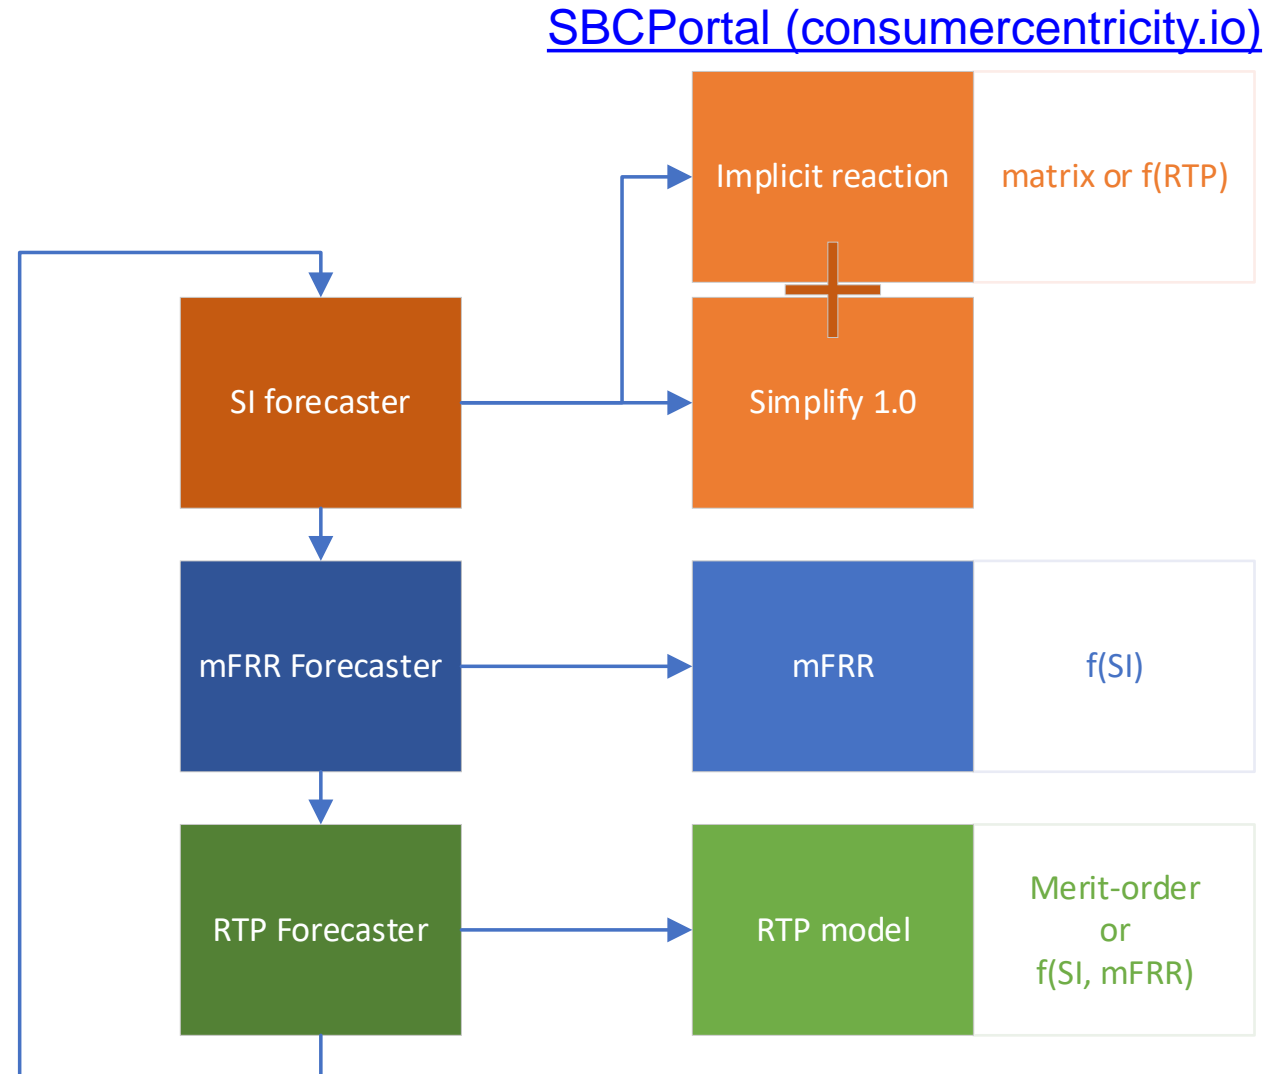 SBCPortal (consumercentricity.io)
Implicit reaction
matrix or f(RTP)
SI forecaster
Simplify 1.0
mFRR Forecaster
mFRR
f(SI)
RTP Forecaster
RTP model
Merit-order
or
f(SI, mFRR)